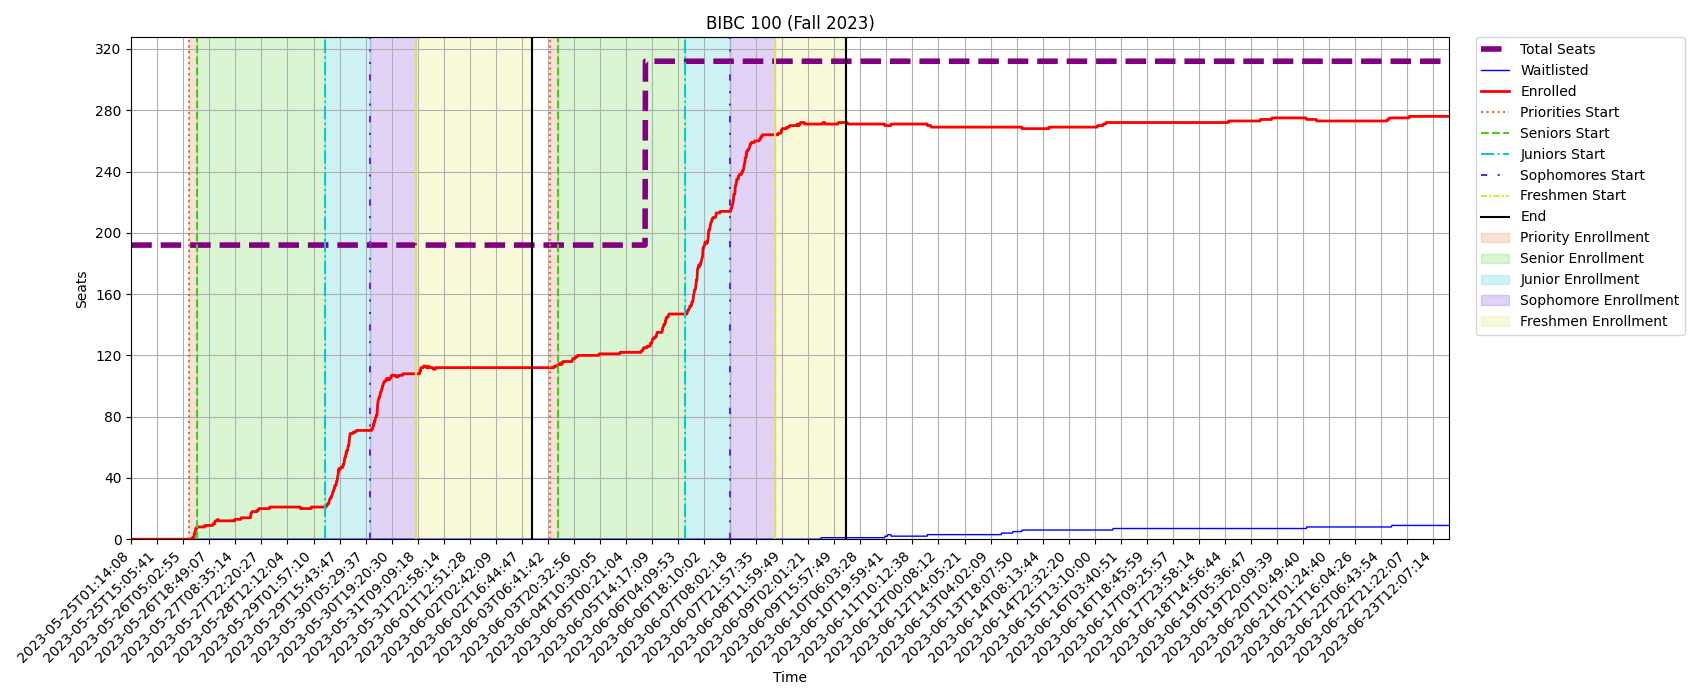 BIBC 100 (Fall 2023)
Seats
320
280
240
200
160
120
80
40
0
2023-05-25T01:14:08
2023-05-25T15:05:41
2023-05-26T05:02:55
2023-05-26T18:49:07
2023-05-27T08:35:14
2023-05-27T22:20:27
2023-05-28T12:12:04
2023-05-29T01:57:10
2023-05-29T15:43:47
2023-05-30T05:29:37
2023-05-30T19:20:30
2023-05-31T09:09:18
2023-05-31T22:58:14
2023-06-01T12:51:28
2023-06-02T02:42:09
2023-06-02T16:44:47
2023-06-03T06:41:42
2023-06-03T20:32:56
2023-06-04T10:30:05
2023-06-05T00:21:04
2023-06-05T14:17:09
2023-06-06T04:09:53
2023-06-06T18:10:02
2023-06-07T08:02:18
2023-06-07T21:57:35
2023-06-08T11:59:49
2023-06-09T02:01:21
2023-06-09T15:57:49
2023-06-10T06:03:28
2023-06-10T19:59:41
2023-06-11T10:12:38
2023-06-12T00:08:12
2023-06-12T14:05:21
2023-06-13T04:02:09
2023-06-13T18:07:50
2023-06-14T08:13:44
2023-06-14T22:32:20
2023-06-15T13:10:00
2023-06-16T03:40:51
2023-06-16T18:45:59
2023-06-17T09:25:57
2023-06-17T23:58:14
2023-06-18T14:56:44
2023-06-19T05:36:47
2023-06-19T20:09:39
2023-06-20T10:49:40
2023-06-21T01:24:40
2023-06-21T16:04:26
2023-06-22T06:43:54
2023-06-22T21:22:07
2023-06-23T12:07:14
Time
Total Seats
Waitlisted
Enrolled
Priorities Start
Seniors Start
Juniors Start
Sophomores Start
Freshmen Start
End
Priority Enrollment
Senior Enrollment
Junior Enrollment
Sophomore Enrollment
Freshmen Enrollment